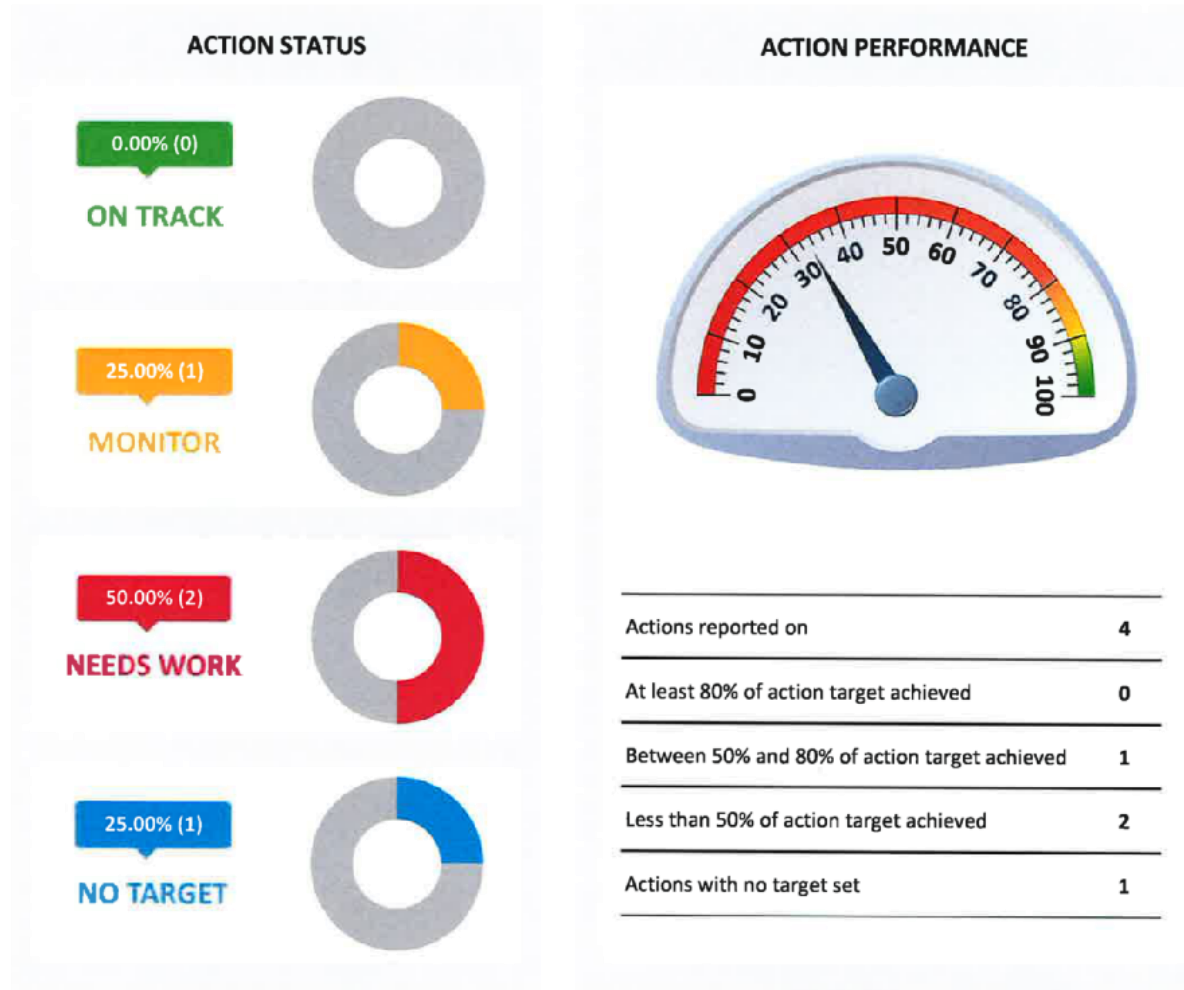 ACTION STATUS
0.00% (0)
ON TRACK
25.00% (1)
MONITOR
50.00% (2)
NEEDS WORK
25.00% (1)
NO TARGET
ACTION PERFORMANCE
0
10
20
30
40
50
60
70
80
90
100
Actions reported on 4
At least 80% of action target achieved 0
Between 50% and 80% of action target achieved 1
Less than 50% of action target achieved 2
Actions with no target set 1